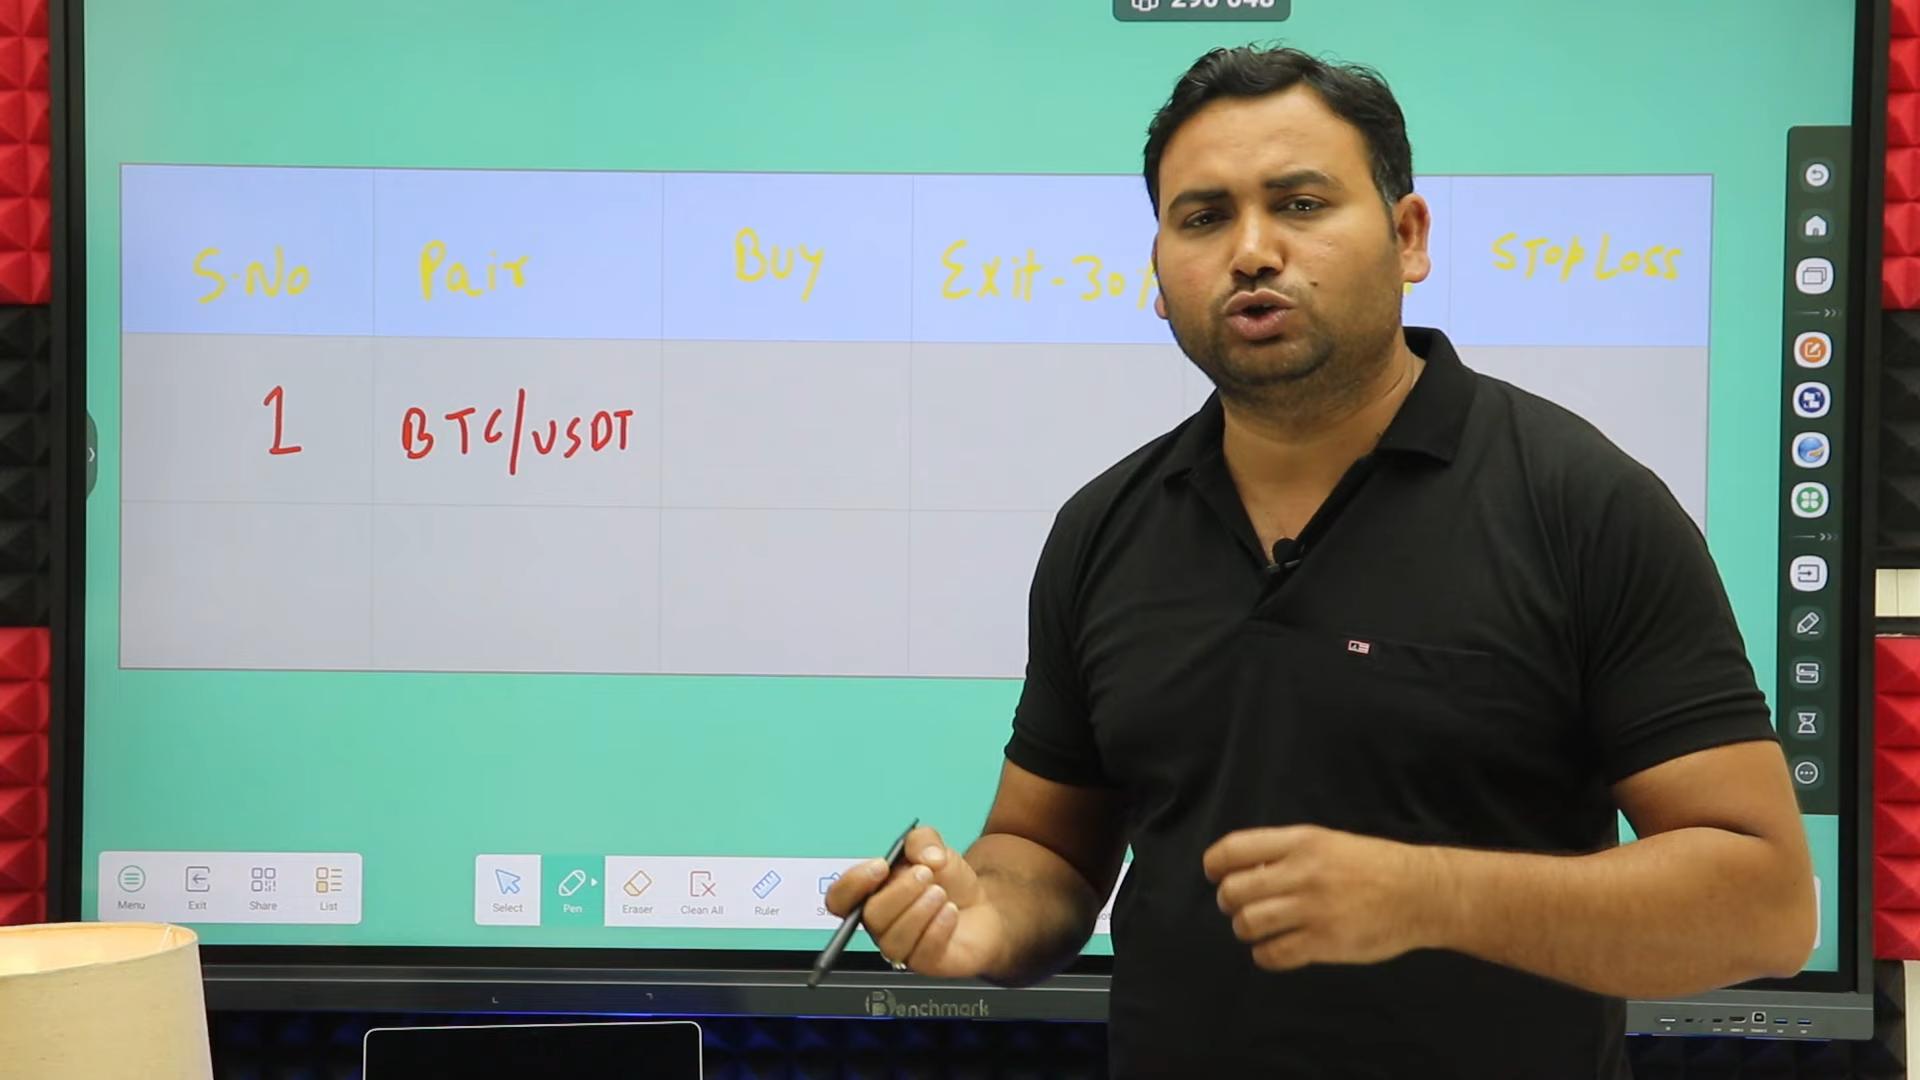 S.No Pair Buy Exit-30% Stop Loss
1 BTC/USDT
Menu Exit Share List Select Pen Eraser Clean All Ruler
Benchmark